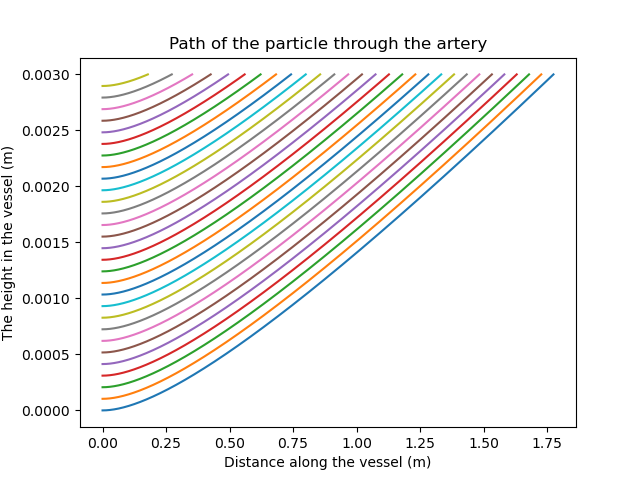 Path of the particle through the artery
The height in the vessel (m)
0.0030
0.0025
0.0020
0.0015
0.0010
0.0005
0.0000
0.00 0.25 0.50 0.75 1.00 1.25 1.50 1.75
Distance along the vessel (m)